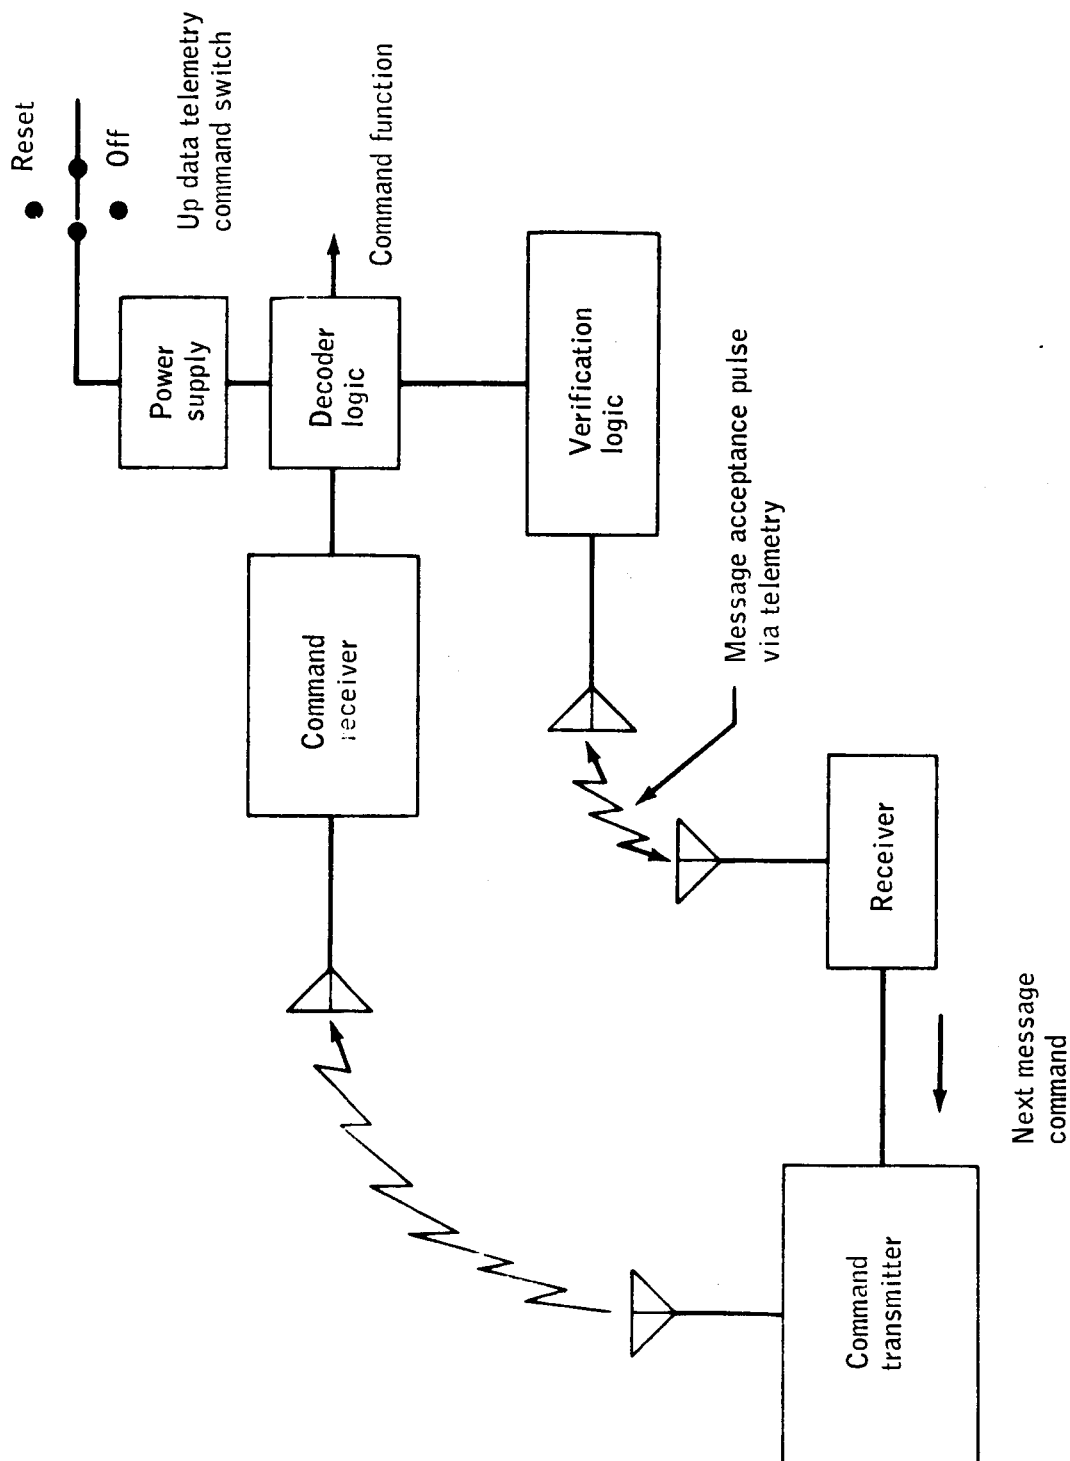 Reset
Off
Up data telemetry
command switch
Power
supply
Decoder
logic
Command function
Command
receiver
Verification
logic
Message acceptance pulse
via telemetry
Receiver
Next message
command
Command
transmitter